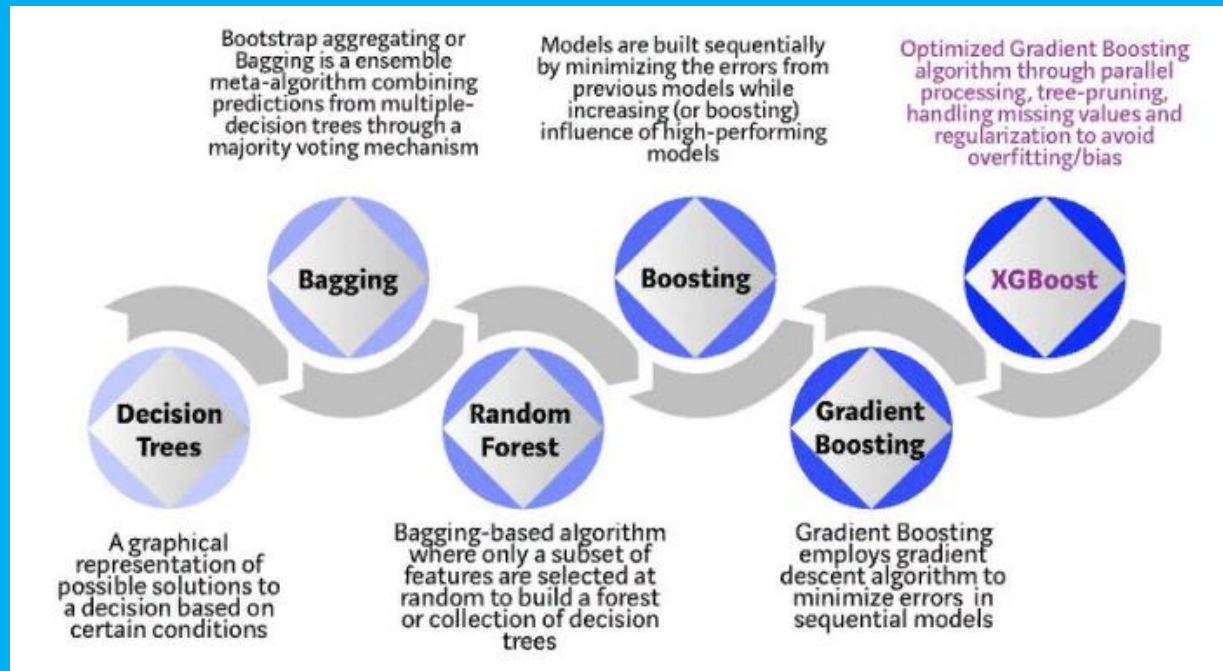 Bootstrap aggregating or
Bagging is a ensemble
meta-algorithm combining
predictions from multiple-
decision trees through a
majority voting mechanism
Models are built sequentially
by minimizing the errors from
previous models while
increasing (or boosting)
influence of high-performing
models
Optimized Gradient Boosting
algorithm through parallel
processing, tree-pruning,
handling missing values and
regularization to avoid
overfitting/bias
Bagging
Boosting
XGBoost
Decision
Trees
Random
Forest
Gradient
Boosting
A graphical
representation of
possible solutions to
a decision based on
certain conditions
Bagging-based algorithm
where only a subset of
features are selected at
random to build a forest
or collection of decision
trees
Gradient Boosting
employs gradient
descent algorithm to
minimize errors in
sequential models